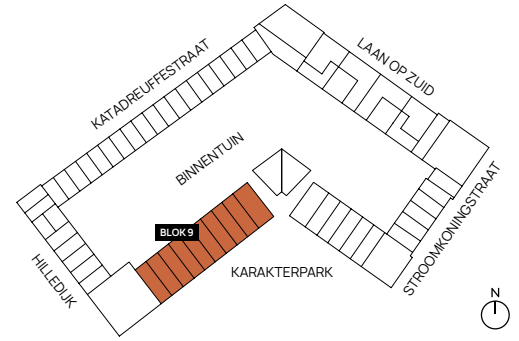 LAAN OP ZUID
KATADREUFFESTRAAT
BINNENTUIN
STROOMKONINGSTRAAT
BLOK 9
HILLEDIJK
KARAKTERPARK
N